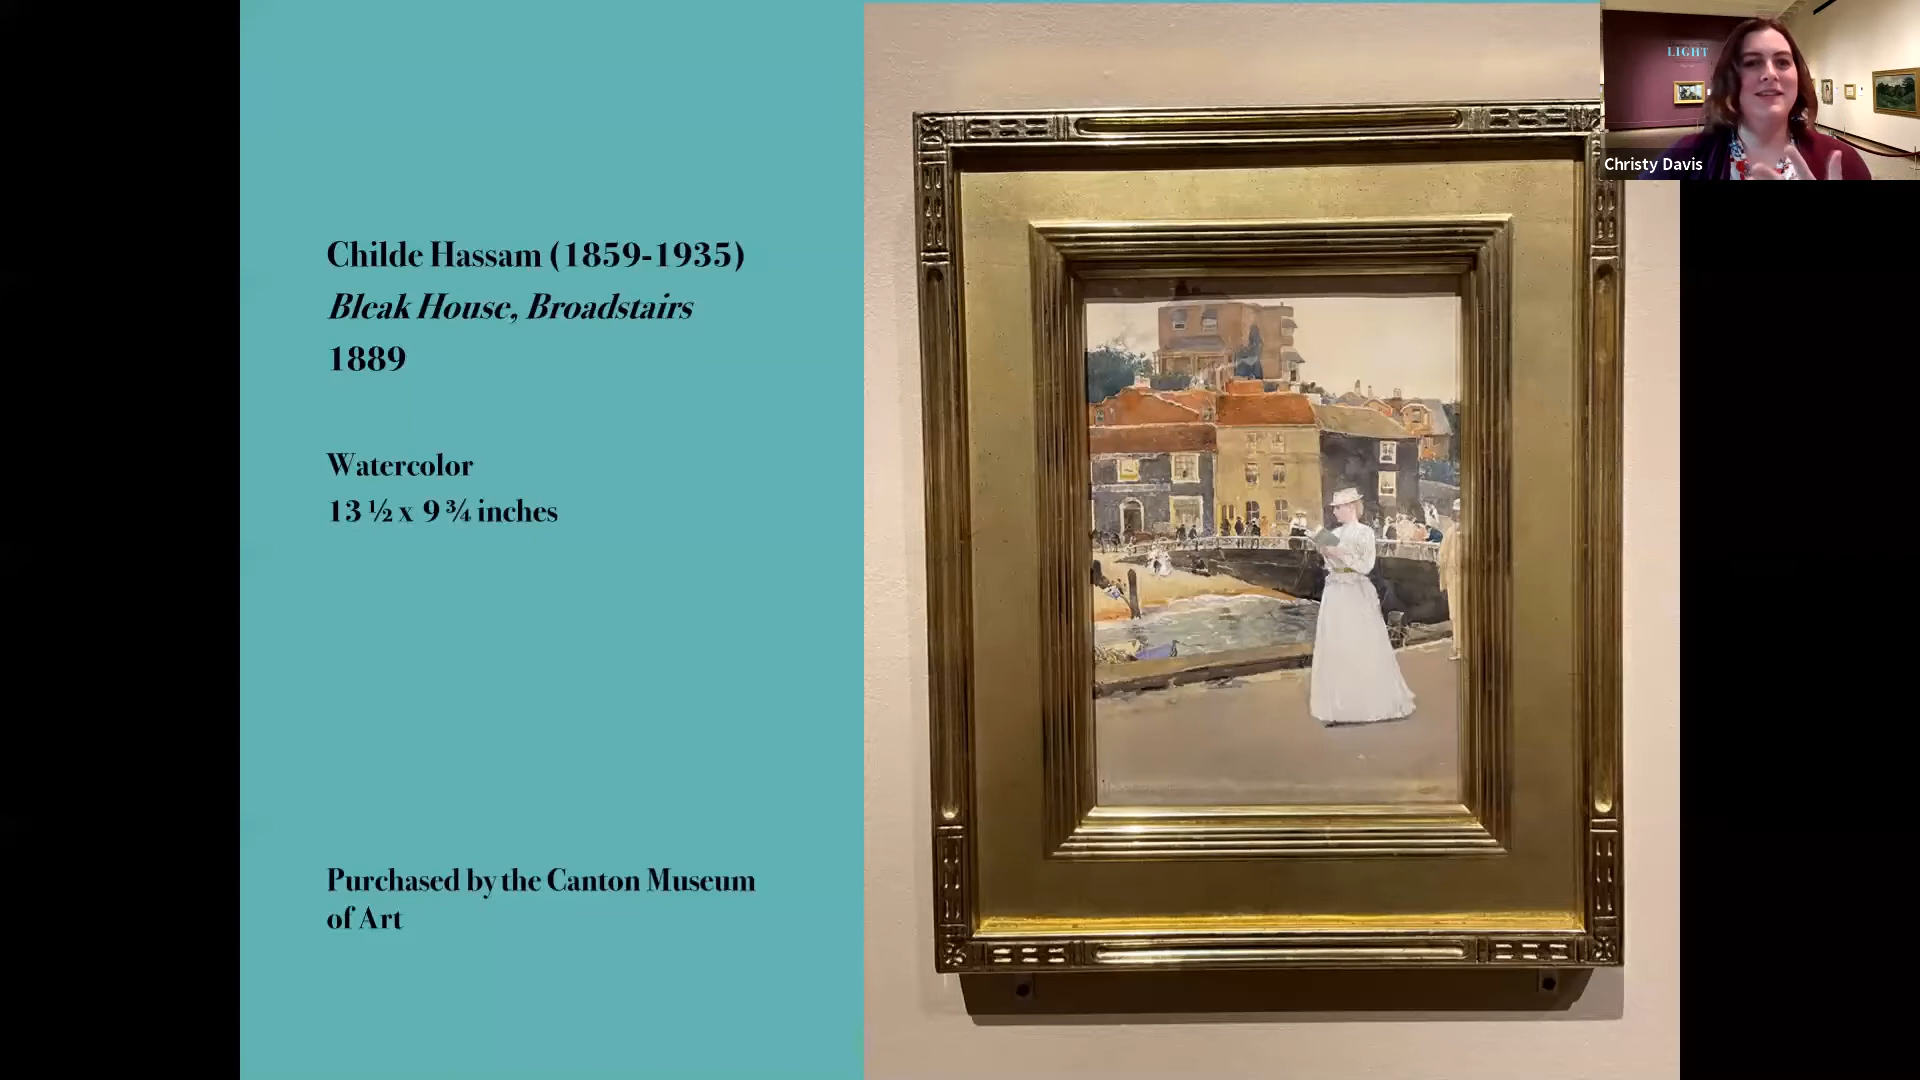 Childe Hassam (1859-1935)
Bleak House, Broadstairs
1889
Watercolor
13 ½ x 9 ¾ inches
Purchased by the Canton Museum
of Art
LIGHT
Christy Davis